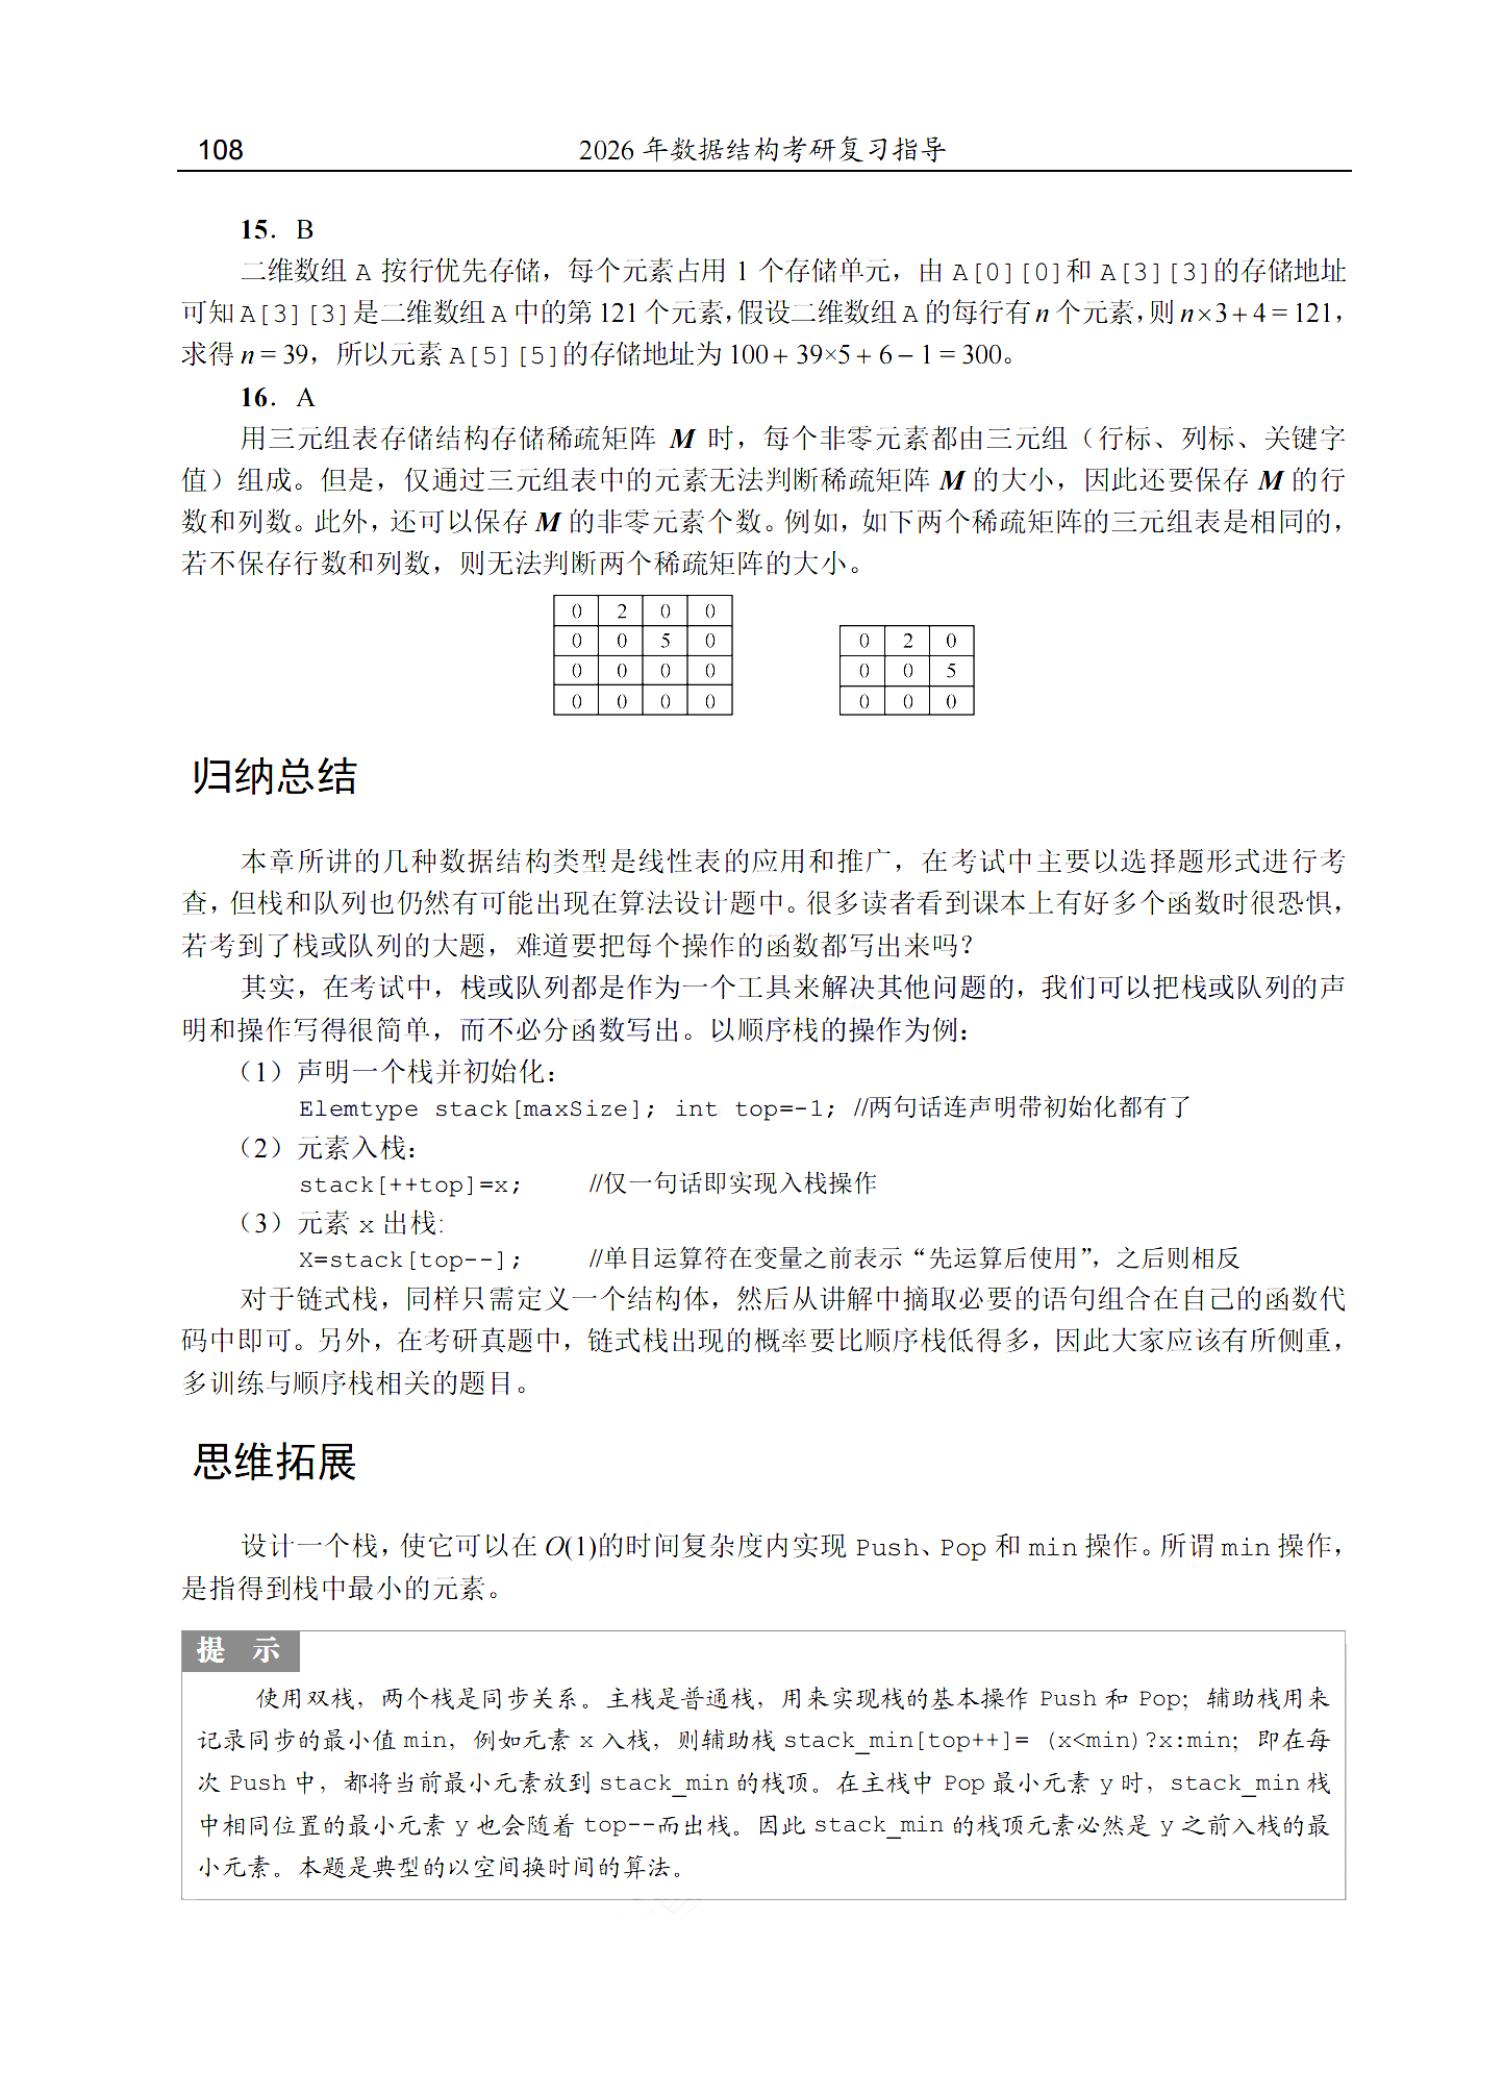 108
2026 年数据结构考研复习指导
15. B
二维数组 A 按行优先存储，每个元素占用 1 个存储单元，由 A[0][0]和 A[3][3]的存储地址
可知 A[3][3]是二维数组 A 中的第 121 个元素，假设二维数组 A 的每行有 n 个元素，则 n×3+4=121，
求得 n = 39，所以元素 A[5][5]的存储地址为 100 + 39×5 + 6 − 1 = 300。
16. A
用三元组表存储结构存储稀疏矩阵 M 时，每个非零元素都由三元组（行标、列标、关键字
值）组成。但是，仅通过三元组表中的元素无法判断稀疏矩阵 M 的大小，因此还要保存 M 的行
数和列数。此外，还可以保存 M 的非零元素个数。例如，如下两个稀疏矩阵的三元组表是相同的，
若不保存行数和列数，则无法判断两个稀疏矩阵的大小。
0 2 0 0
0 0 5 0
0 0 0 0
0 0 0 0
0 2 0
0 0 5
0 0 0
归纳总结
本章所讲的几种数据结构类型是线性表的应用和推广，在考试中主要以选择题形式进行考
查，但栈和队列也仍然有可能出现在算法设计题中。很多读者看到课本上有好多个函数时很恐惧，
若考到了栈或队列的大题，难道要把每个操作的函数都写出来吗？
其实，在考试中，栈或队列都是作为一个工具来解决其他问题的，我们可以把栈或队列的声
明和操作写得很简单，而不必分函数写出。以顺序栈的操作为例：
（1）声明一个栈并初始化：
Elemtype stack[maxSize]; int top=-1; //两句话连声明带初始化都有了
（2）元素入栈：
stack[++top]=x; //仅一句话即实现入栈操作
（3）元素 x 出栈:
X=stack[top--]; //单目运算符在变量之前表示“先运算后使用”，之后则相反
对于链式栈，同样只需定义一个结构体，然后从讲解中摘取必要的语句组合在自己的函数代
码中即可。另外，在考研真题中，链式栈出现的概率要比顺序栈低得多，因此大家应该有所侧重，
多训练与顺序栈相关的题目。
思维拓展
设计一个栈，使它可以在 O(1)的时间复杂度内实现 Push、Pop 和 min 操作。所谓 min 操作，
是指得到栈中最小的元素。
提 示
使用双栈，两个栈是同步关系。主栈是普通栈，用来实现栈的基本操作 Push 和 Pop；辅助栈用来
记录同步的最小值 min，例如元素 x 入栈，则辅助栈 stack_min[top++]= (x<min)?x:min；即在每
次 Push 中，都将当前最小元素放到 stack_min 的栈顶。在主栈中 Pop 最小元素 y 时，stack_min 栈
中相同位置的最小元素 y 也会随着 top--而出栈。因此 stack_min 的栈顶元素必然是 y 之前入栈的最
小元素。本题是典型的以空间换时间的算法。